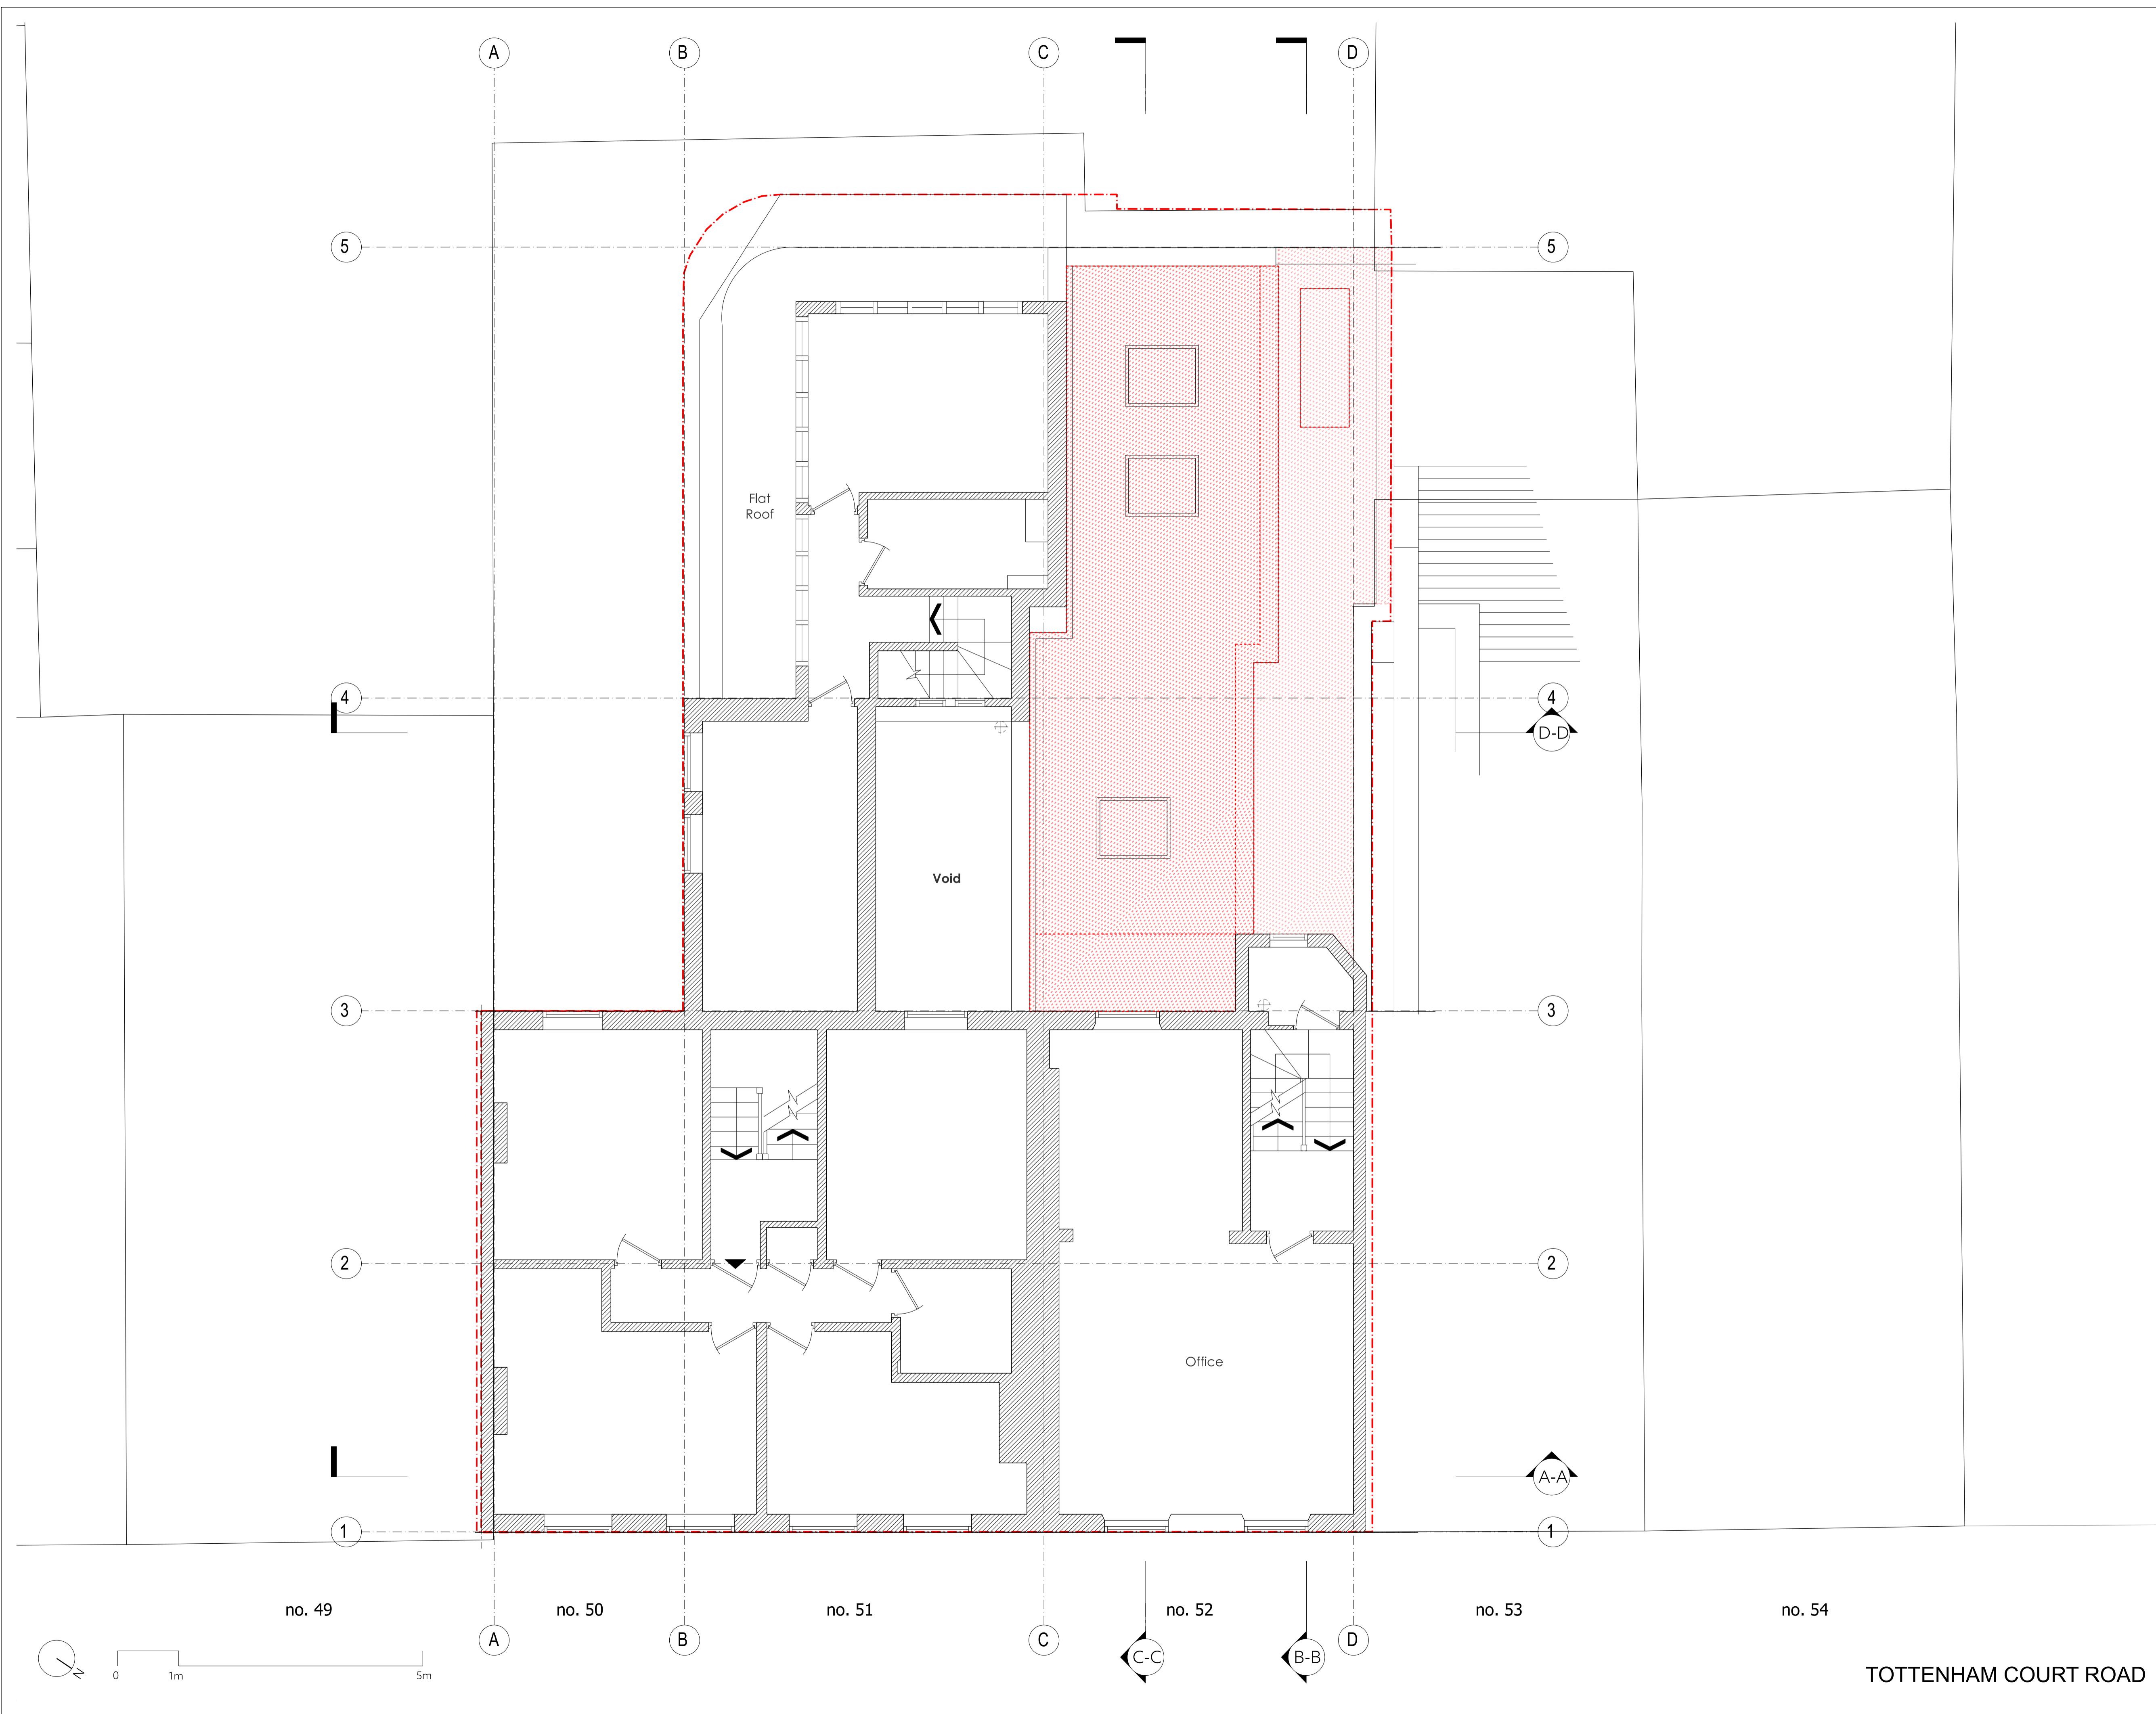 A B C D
5 5
Flat
Roof
4 4
D-D
Void
3 3
2 2
Office
A-A
1 1
no. 49 no. 50 no. 51 no. 52 no. 53 no. 54
A B C D
C-C B-B
N
0 1m 5m
TOTTENHAM COURT ROAD